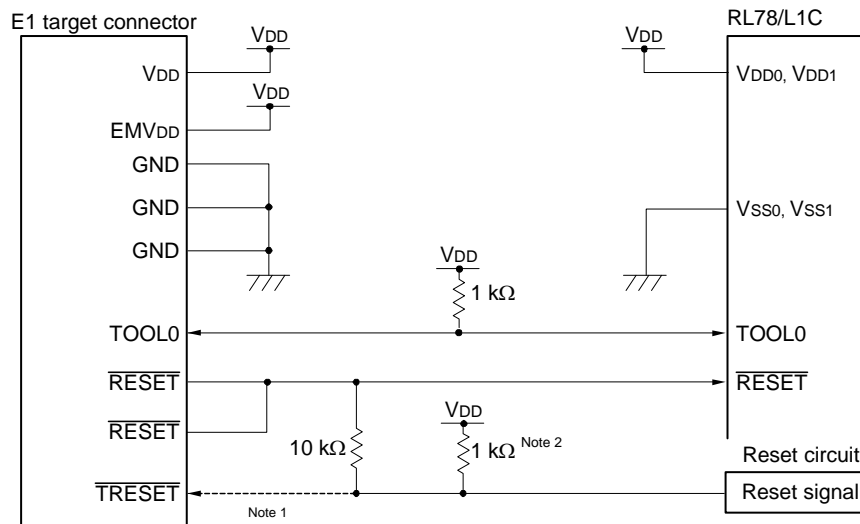 E1 target connector
RL78/L1C
VDD
VDD
VDD
VDD0, VDD1
VDD
EMVDD
GND
GND
VSS0, VSS1
GND
VDD
1 kΩ
TOOL0
TOOL0
RESET
RESET
VDD
RESET
10 kΩ
1 kΩ Note 2
Reset circuit
TRESET
Note 1
Reset signal